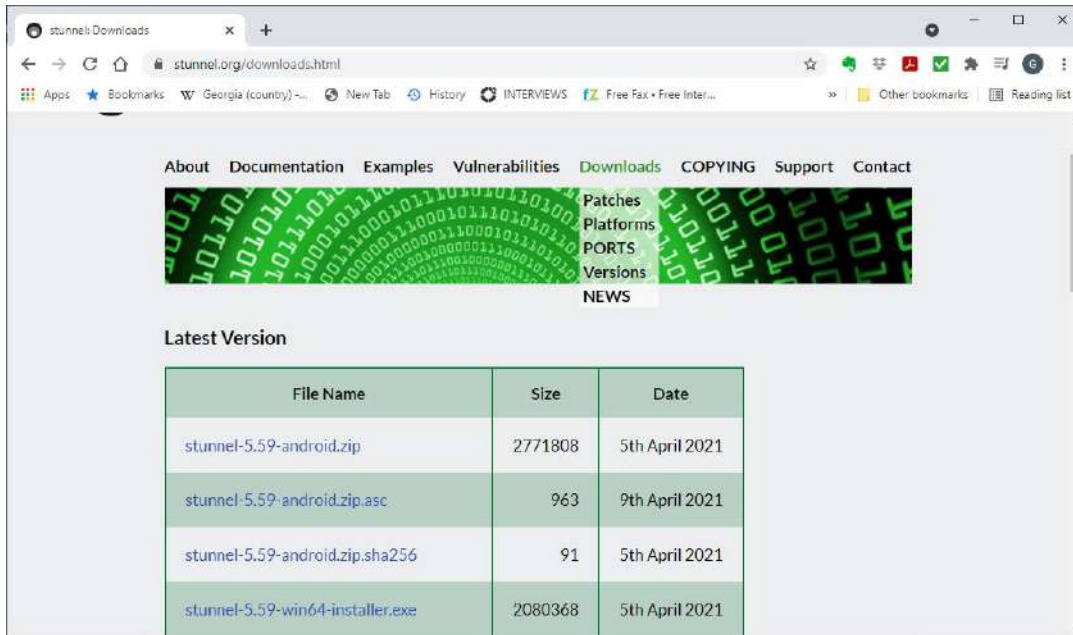 stunnel: Downloads
stunnel.org/downloads.html
G
Apps Bookmarks W Georgia (country) -... New Tab History INTERVIEWS fZ Free Fax • Free Inter... » Other bookmarks Reading list
About Documentation Examples Vulnerabilities Downloads COPYING Support Contact
Patches
Platforms
PORTS
Versions
NEWS
Latest Version
File Name Size Date
stunnel-5.59-android.zip 2771808 5th April 2021
stunnel-5.59-android.zip.asc 963 9th April 2021
stunnel-5.59-android.zip.sha256 91 5th April 2021
stunnel-5.59-win64-installer.exe 2080368 5th April 2021